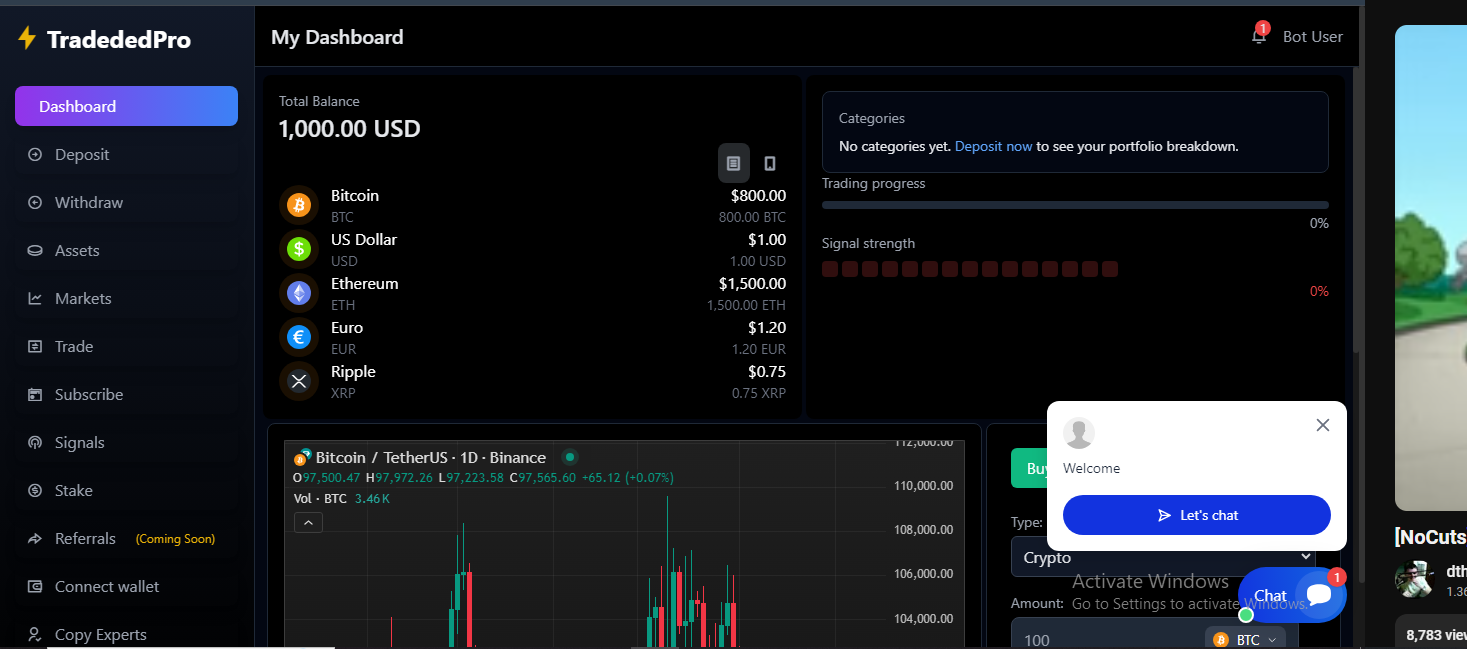 TradededPro
Dashboard
Deposit
Withdraw
Assets
Markets
Trade
Subscribe
Signals
Stake
Referrals (Coming Soon)
Connect wallet
Copy Experts
My Dashboard
1
Bot User
Total Balance
1,000.00 USD
Bitcoin $800.00
BTC 800.00 BTC
US Dollar $1.00
USD 1.00 USD
Ethereum $1,500.00
ETH 1,500.00 ETH
Euro $1.20
EUR 1.20 EUR
Ripple $0.75
XRP 0.75 XRP
Categories
No categories yet. Deposit now to see your portfolio breakdown.
Trading progress
0%
Signal strength
0%
Bitcoin / TetherUS · 1D · Binance
O97,500.47 H97,972.26 L97,223.58 C97,565.60 +65.12 (+0.07%)
Vol · BTC 3.46K
112,000.00
110,000.00
108,000.00
106,000.00
104,000.00
Buy
Type:
Crypto
Amount:
100
BTC
Welcome
Let's chat
Activate Windows
Go to Settings to activate Windows.
Chat
1
[NoCuts
dth
1.36
8,783 view